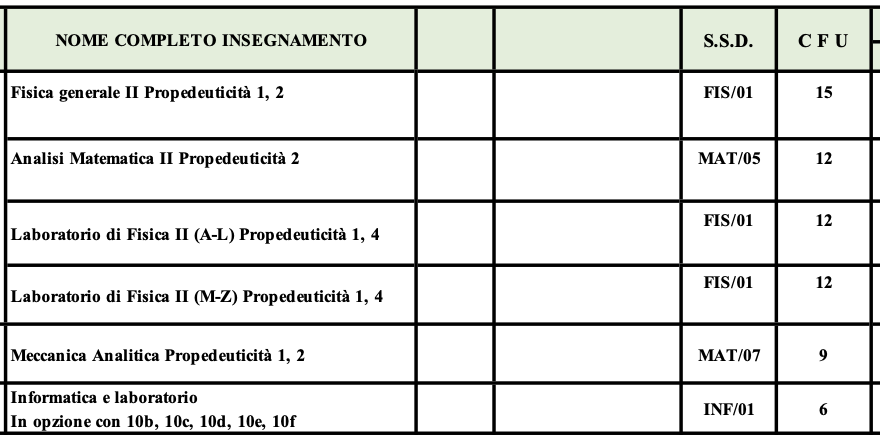 NOME COMPLETO INSEGNAMENTO S.S.D. C F U
Fisica generale II Propedeuticità 1, 2 FIS/01 15
Analisi Matematica II Propedeuticità 2 MAT/05 12
Laboratorio di Fisica II (A-L) Propedeuticità 1, 4 FIS/01 12
Laboratorio di Fisica II (M-Z) Propedeuticità 1, 4 FIS/01 12
Meccanica Analitica Propedeuticità 1, 2 MAT/07 9
Informatica e laboratorio
In opzione con 10b, 10c, 10d, 10e, 10f INF/01 6